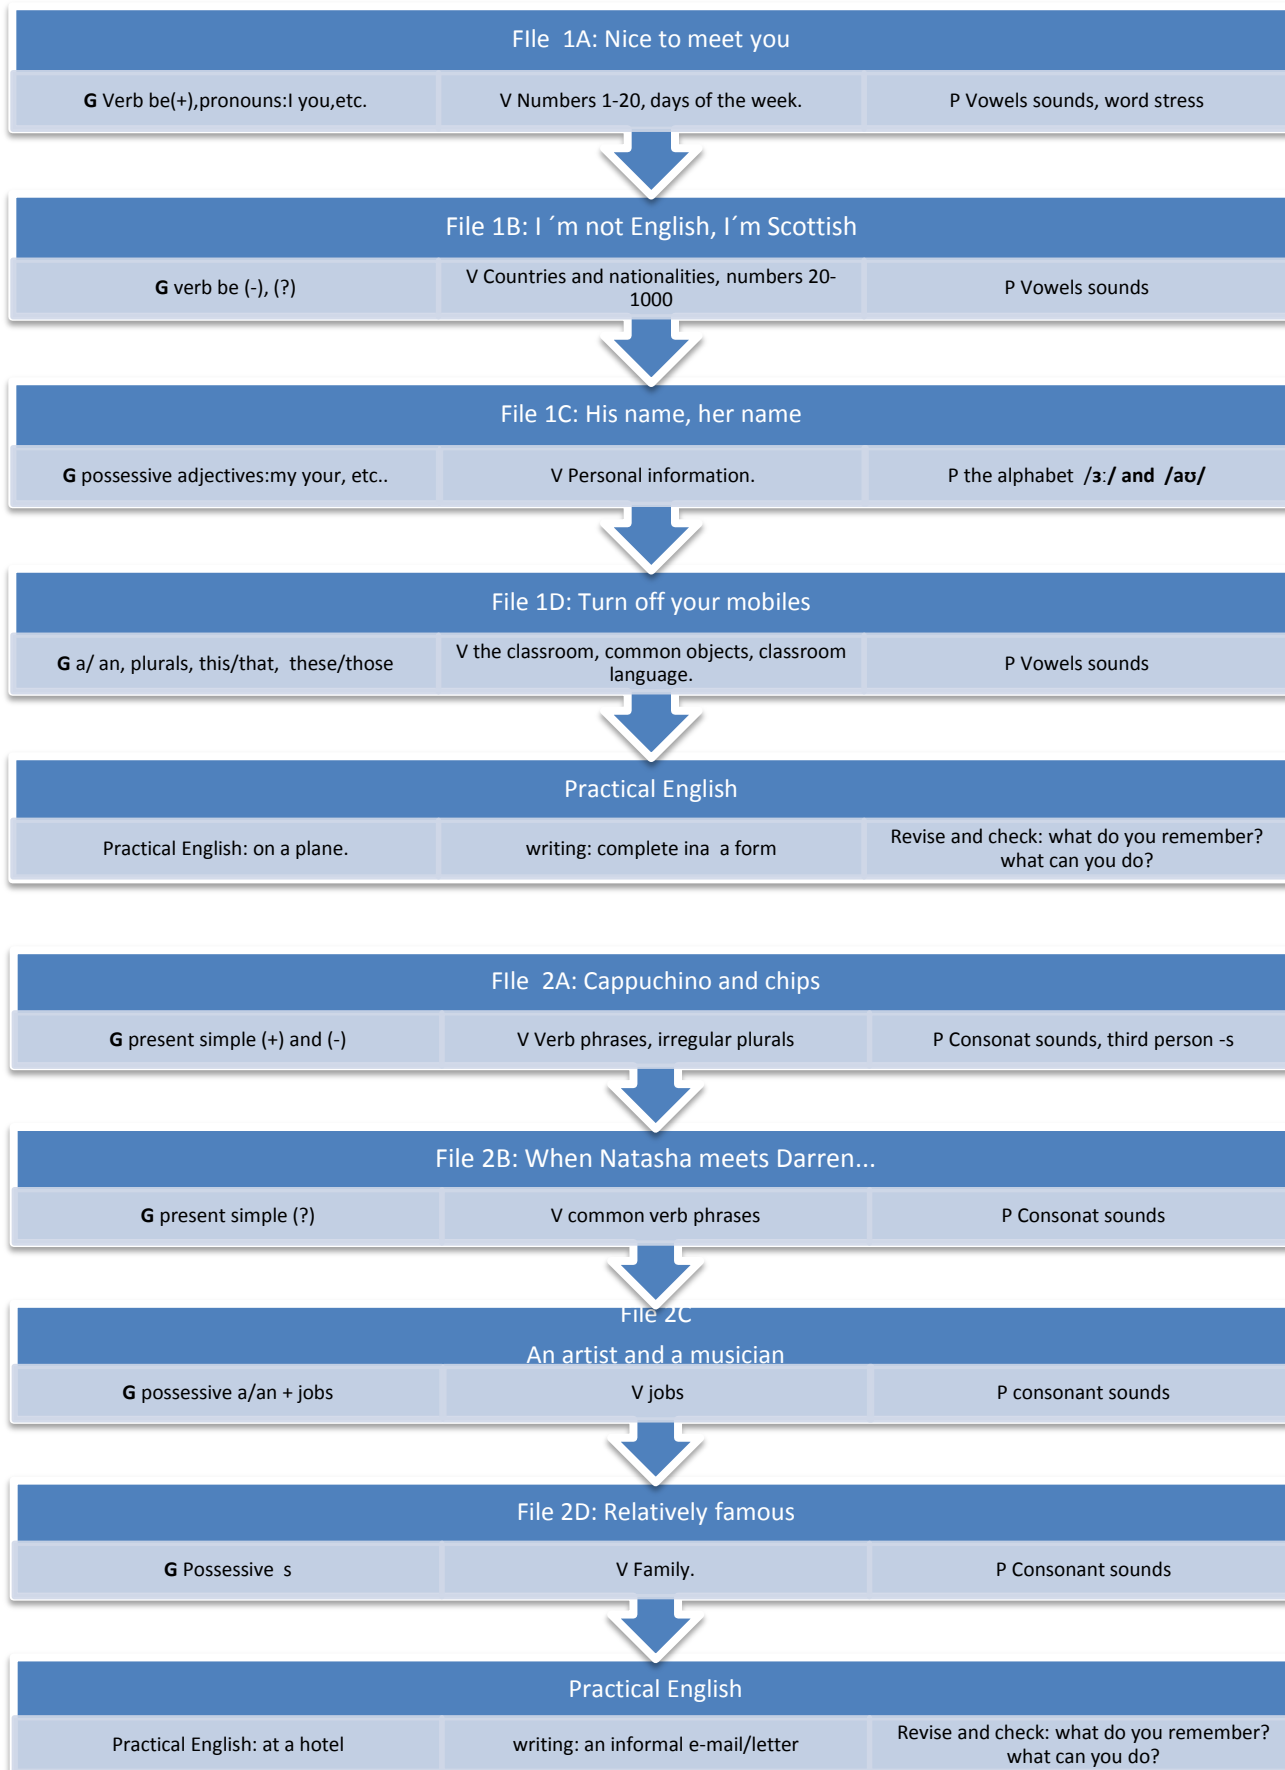 FIle 1A: Nice to meet you
G Verb be(+),pronouns:I you,etc.
V Numbers 1-20, days of the week.
P Vowels sounds, word stress
File 1B: I ´m not English, I´m Scottish
G verb be (-), (?)
V Countries and nationalities, numbers 20-
1000
P Vowels sounds
File 1C: His name, her name
G possessive adjectives:my your, etc..
V Personal information.
P the alphabet /ɜː/ and /aʊ/
File 1D: Turn off your mobiles
G a/ an, plurals, this/that, these/those
V the classroom, common objects, classroom
language.
P Vowels sounds
Practical English
Practical English: on a plane.
writing: complete ina a form
Revise and check: what do you remember?
what can you do?
FIle 2A: Cappuchino and chips
G present simple (+) and (-)
V Verb phrases, irregular plurals
P Consonat sounds, third person -s
File 2B: When Natasha meets Darren...
G present simple (?)
V common verb phrases
P Consonat sounds
File 2C
An artist and a musician
G possessive a/an + jobs
V jobs
P consonant sounds
File 2D: Relatively famous
G Possessive s
V Family.
P Consonant sounds
Practical English
Practical English: at a hotel
writing: an informal e-mail/letter
Revise and check: what do you remember?
what can you do?